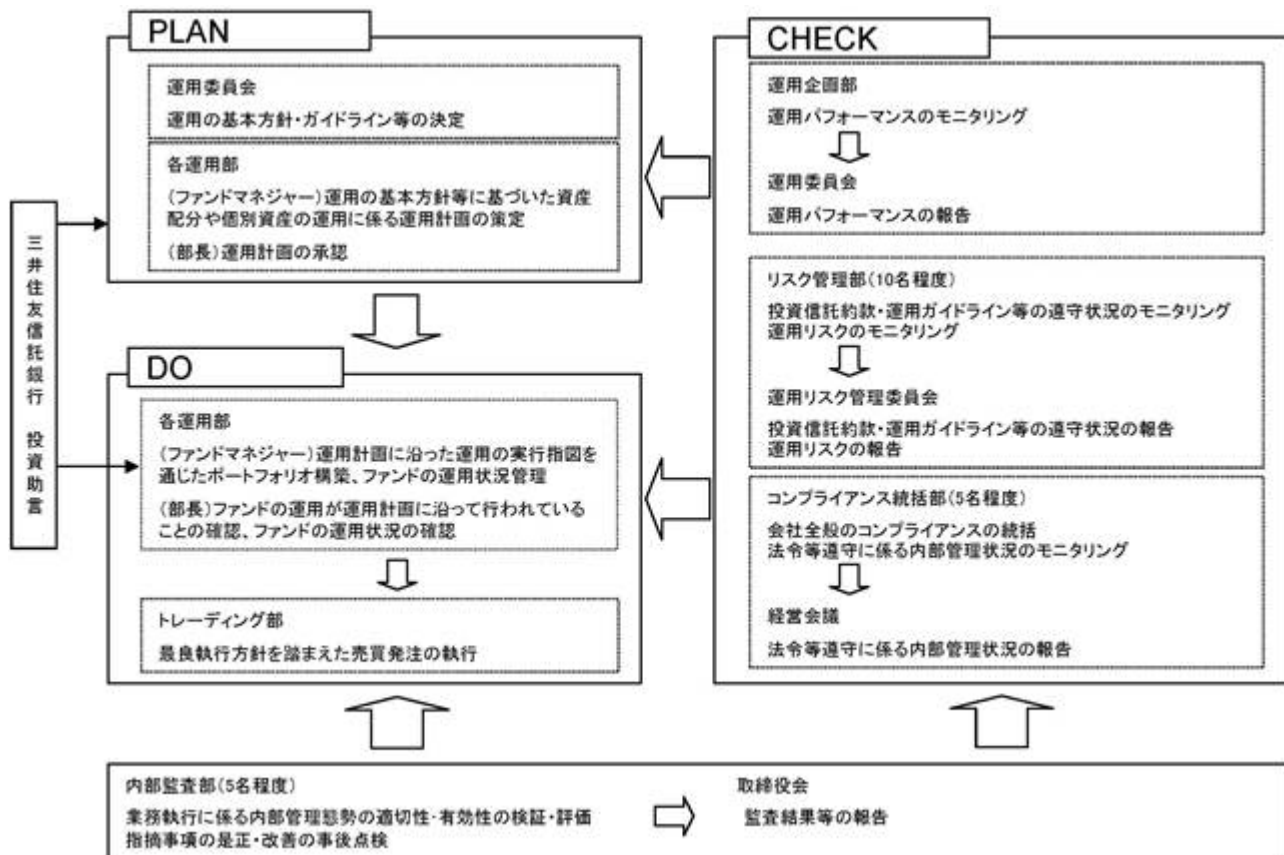 PLAN
運用委員会
運用の基本方針・ガイドライン等の決定
各運用部
(ファンドマネジャー)運用の基本方針等に基づいた資産
配分や個別資産の運用に係る運用計画の策定
(部長)運用計画の承認
三井住友信託銀行 投資助言
DO
各運用部
(ファンドマネジャー)運用計画に沿った運用の実行指図を
通じたポートフォリオ構築、ファンドの運用状況管理
(部長)ファンドの運用が運用計画に沿って行われている
ことの確認、ファンドの運用状況の確認
トレーディング部
最良執行方針を踏まえた売買発注の執行
CHECK
運用企画部
運用パフォーマンスのモニタリング
運用委員会
運用パフォーマンスの報告
リスク管理部(10名程度)
投資信託約款・運用ガイドライン等の遵守状況のモニタリング
運用リスクのモニタリング
運用リスク管理委員会
投資信託約款・運用ガイドライン等の遵守状況の報告
運用リスクの報告
コンプライアンス統括部(5名程度)
会社全般のコンプライアンスの統括
法令等遵守に係る内部管理状況のモニタリング
経営会議
法令等遵守に係る内部管理状況の報告
内部監査部(5名程度)
業務執行に係る内部管理態勢の適切性・有効性の検証・評価
指摘事項の是正・改善の事後点検
取締役会
監査結果等の報告